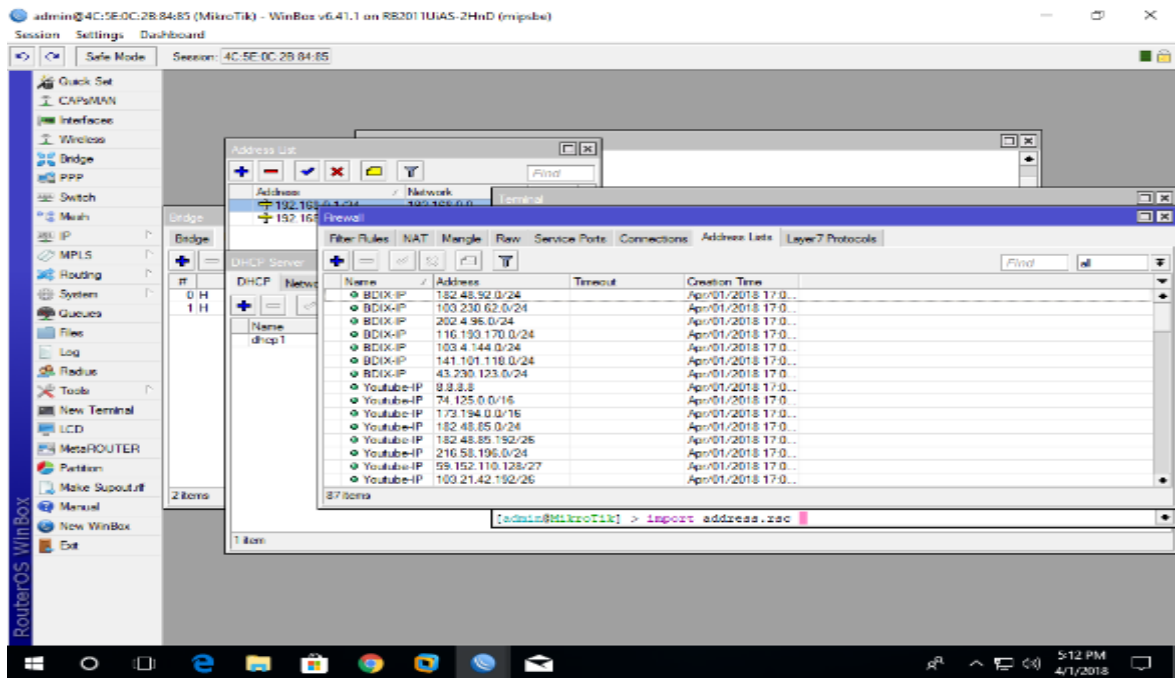 admin@4C:5E:0C:2B:84:85 (MikroTik) - WinBox v6.41.1 on RB2011UiAS-2HnD (mipsbe)
Session Settings Dashboard
Safe Mode Session: 4C:5E:0C:2B:84:85
Quick Set
CAPsMAN
Interfaces
Wireless
Bridge
PPP
Switch
Mesh
IP
MPLS
Routing
System
Queues
Files
Log
Radius
Tools
New Terminal
LCD
MetaROUTER
Partition
Make Supout.rif
Manual
New WinBox
Exit
RouterOS WinBox
Address List
Find
Address Network
192.168.0.1/24 192.168.0.0
192.168
Terminal
Bridge
Bridge
#
0 H
1 H
2 items
DHCP Server
DHCP Netwo
Name
dhcp1
1 item
Firewall
Filter Rules NAT Mangle Raw Service Ports Connections Address Lists Layer7 Protocols
Find all
Name Address Timeout Creation Time
BDIX-IP 182.48.92.0/24 Apr/01/2018 17:0...
BDIX-IP 103.230.62.0/24 Apr/01/2018 17:0...
BDIX-IP 202.4.96.0/24 Apr/01/2018 17:0...
BDIX-IP 116.193.170.0/24 Apr/01/2018 17:0...
BDIX-IP 103.4.144.0/24 Apr/01/2018 17:0...
BDIX-IP 141.101.118.0/24 Apr/01/2018 17:0...
BDIX-IP 43.230.123.0/24 Apr/01/2018 17:0...
Youtube-IP 8.8.8.8 Apr/01/2018 17:0...
Youtube-IP 74.125.0.0/16 Apr/01/2018 17:0...
Youtube-IP 173.194.0.0/16 Apr/01/2018 17:0...
Youtube-IP 182.48.85.0/24 Apr/01/2018 17:0...
Youtube-IP 182.48.85.192/26 Apr/01/2018 17:0...
Youtube-IP 216.58.196.0/24 Apr/01/2018 17:0...
Youtube-IP 59.152.110.128/27 Apr/01/2018 17:0...
Youtube-IP 103.21.42.192/26 Apr/01/2018 17:0...
87 items
[admin@MikroTik] > import address.rsc
5:12 PM
4/1/2018